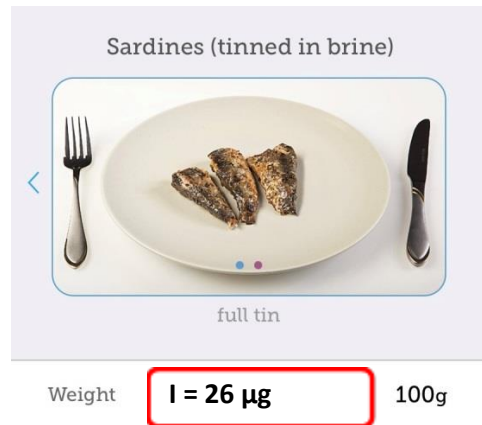 Sardines (tinned in brine)
full tin
Weight I = 26 µg 100g